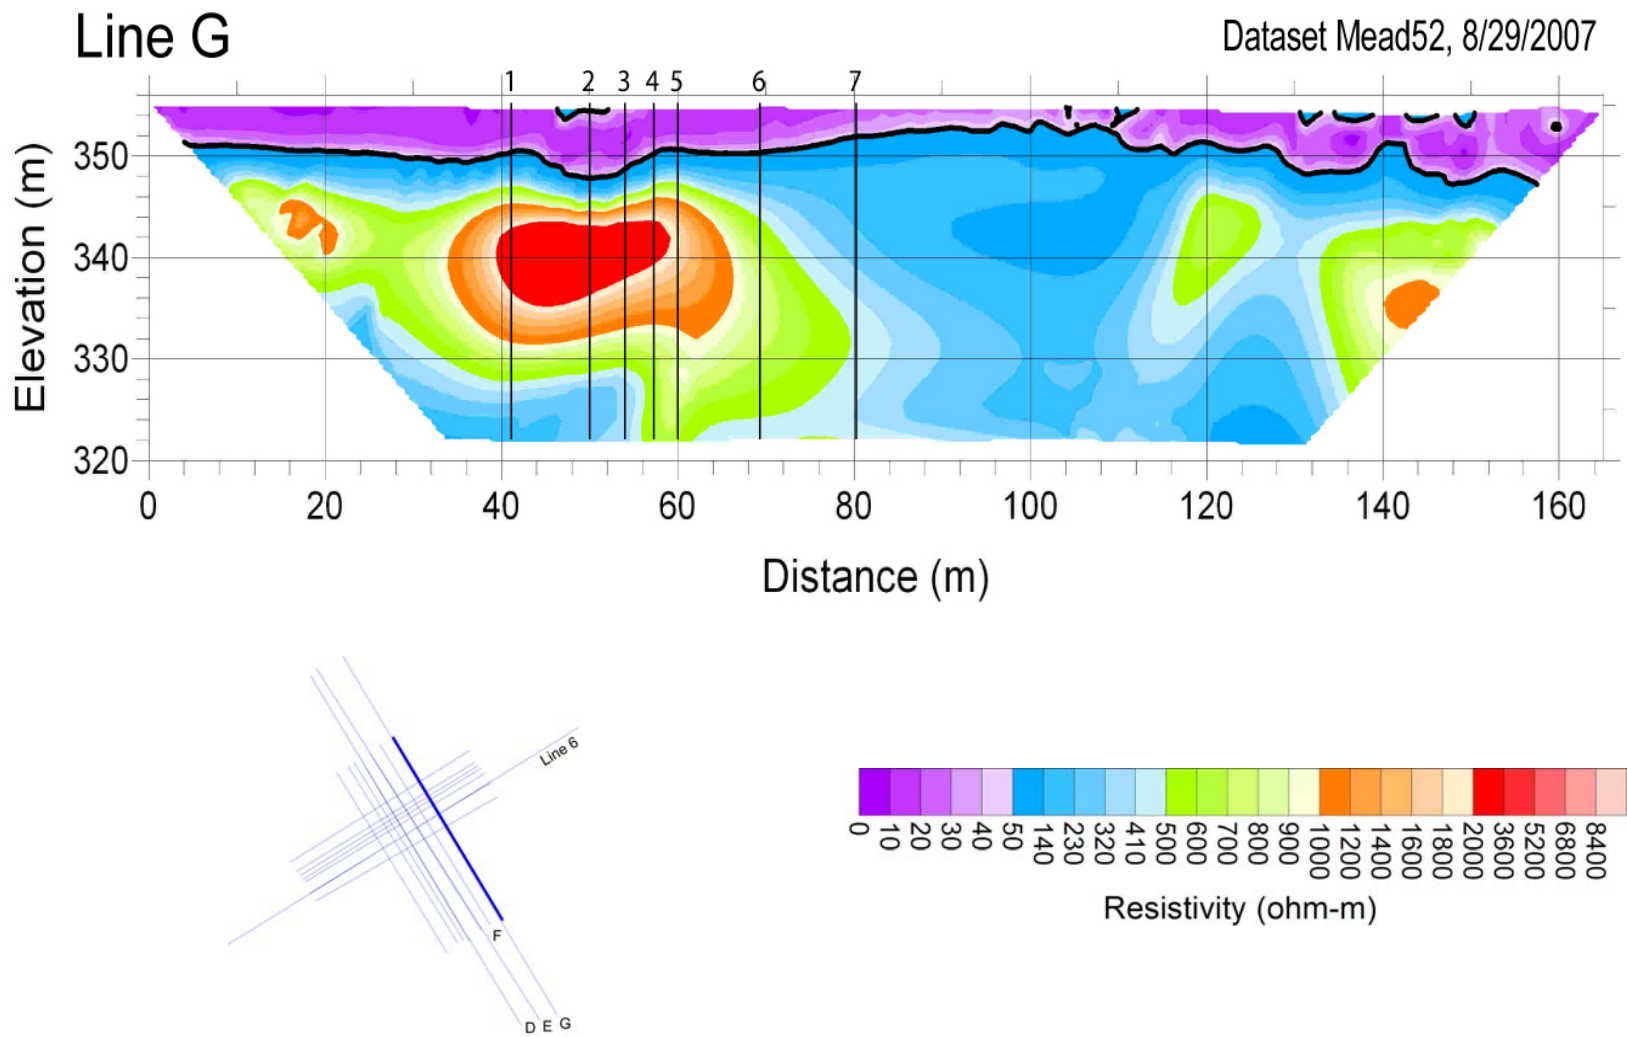 Line G
Dataset Mead52, 8/29/2007
1 2 3 4 5 6 7
Elevation (m)
350
340
330
320
0 20 40 60 80 100 120 140 160
Distance (m)
Line 6
F
D E G
0 10 20 30 40 50 140 230 320 410 500 600 700 800 900 1000 1200 1400 1600 1800 2000 3600 5200 6800 8400
Resistivity (ohm-m)